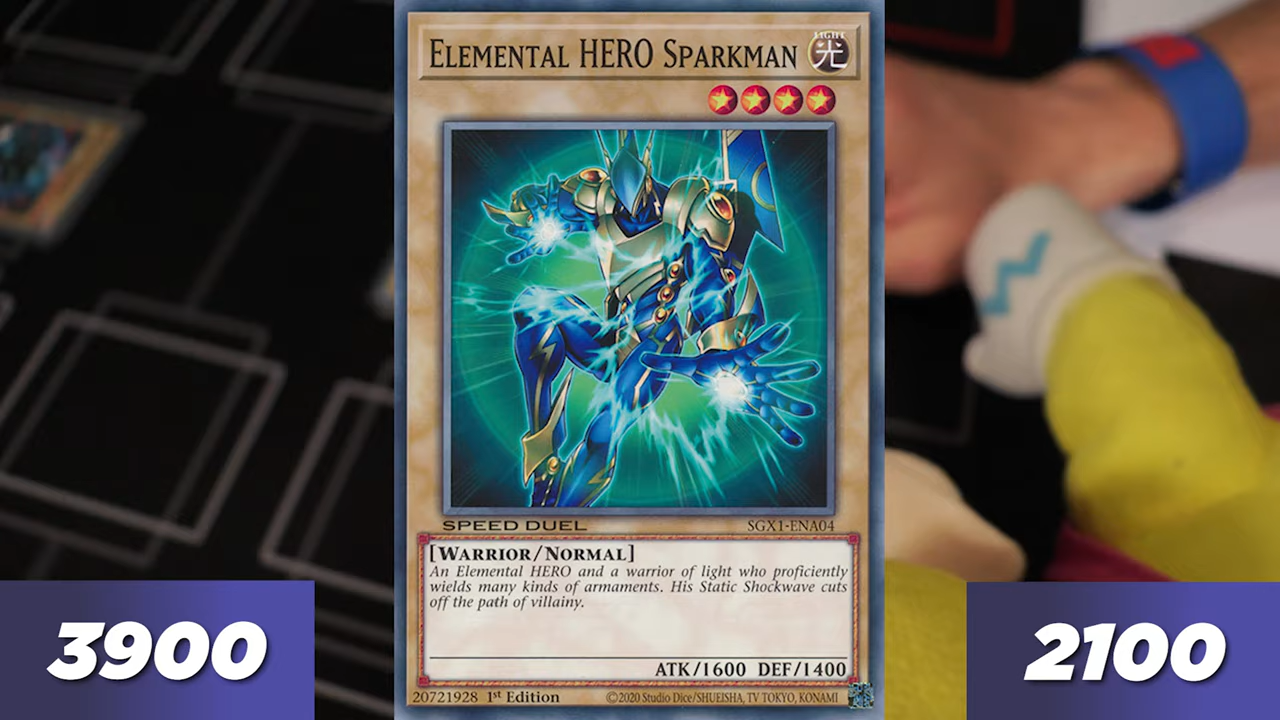 ELEMENTAL HERO SPARKMAN
LIGHT
光
SPEED DUEL
SGX1-ENA04
[WARRIOR/NORMAL]
An Elemental HERO and a warrior of light who proficiently
wields many kinds of armaments. His Static Shockwave cuts
off the path of villainy.
ATK/1600 DEF/1400
20721928 1st Edition
©2020 Studio Dice/SHUEISHA, TV TOKYO, KONAMI
3900
2100